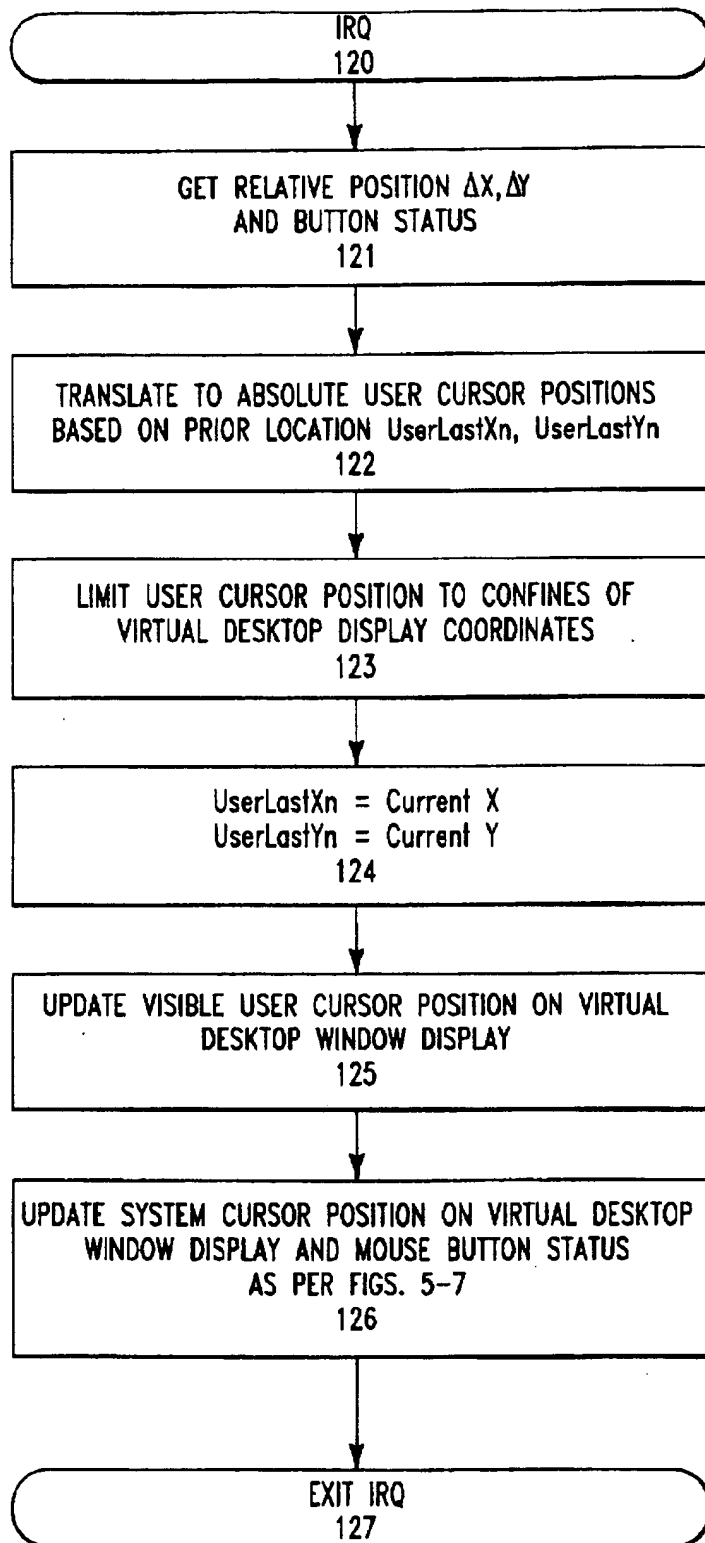 IRQ
120
GET RELATIVE POSITION ΔX,ΔY
AND BUTTON STATUS
121
TRANSLATE TO ABSOLUTE USER CURSOR POSITIONS
BASED ON PRIOR LOCATION UserLastXn, UserLastYn
122
LIMIT USER CURSOR POSITION TO CONFINES OF
VIRTUAL DESKTOP DISPLAY COORDINATES
123
UserLastXn = Current X
UserLastYn = Current Y
124
UPDATE VISIBLE USER CURSOR POSITION ON VIRTUAL
DESKTOP WINDOW DISPLAY
125
UPDATE SYSTEM CURSOR POSITION ON VIRTUAL DESKTOP
WINDOW DISPLAY AND MOUSE BUTTON STATUS
AS PER FIGS. 5-7
126
EXIT IRQ
127